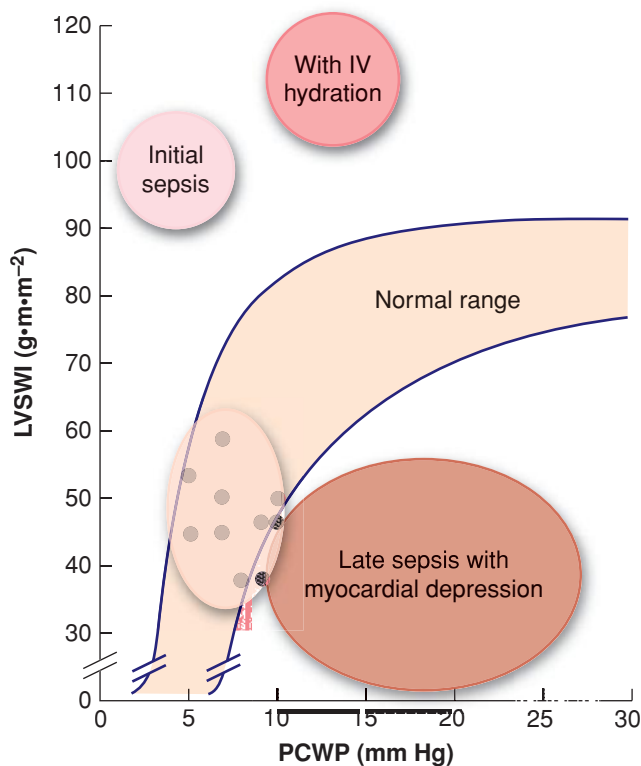 120
110
100
90
80
70
60
50
40
30
0
LVSWI (g•m•m–2)
With IV
hydration
Initial
sepsis
Normal range
Late sepsis with
myocardial depression
0 5 10 15 20 25 30
PCWP (mm Hg)